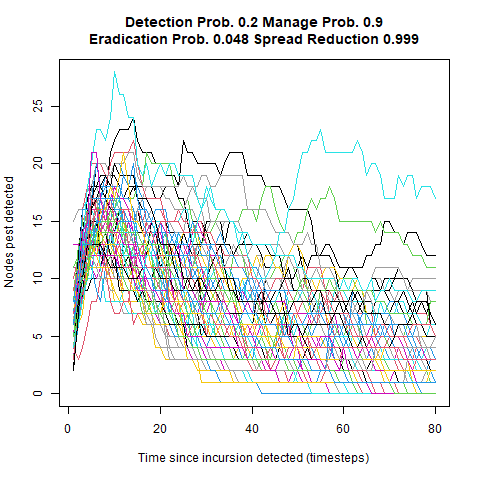 Detection Prob. 0.2 Manage Prob. 0.9
Eradication Prob. 0.048 Spread Reduction 0.999
Nodes pest detected
25
20
15
10
5
0
0 20 40 60 80
Time since incursion detected (timesteps)